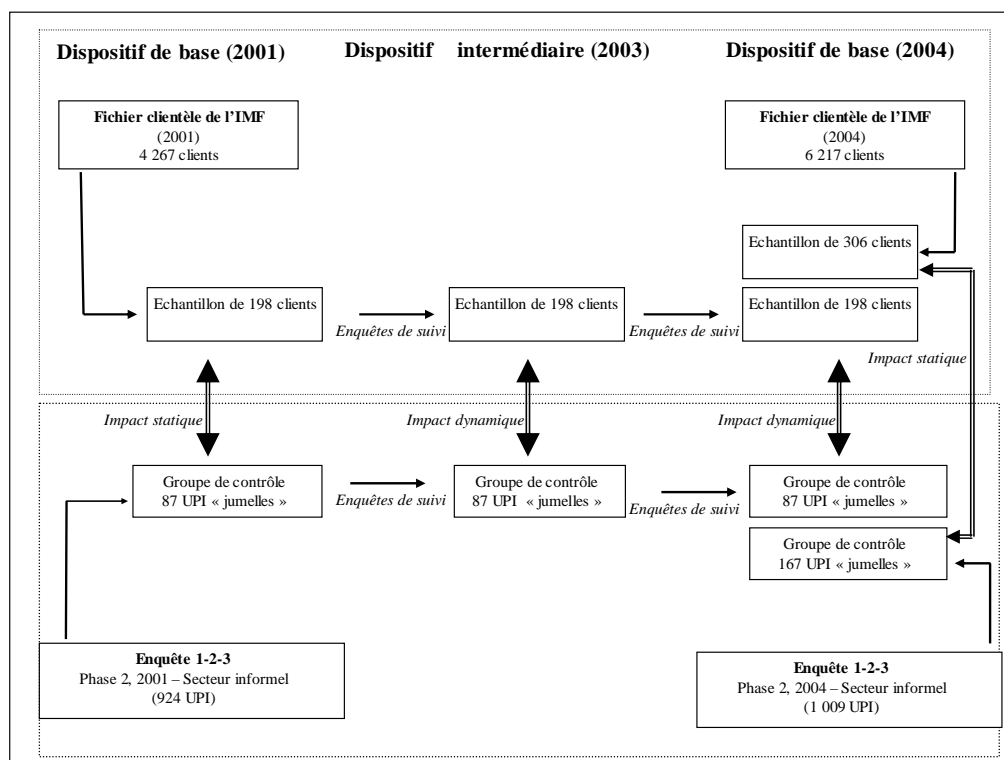 Dispositif de base (2001)
Dispositif intermédiaire (2003)
Dispositif de base (2004)
Fichier clientèle de l'IMF
(2001)
4 267 clients
Fichier clientèle de l'IMF
(2004)
6 217 clients
Echantillon de 306 clients
Echantillon de 198 clients
Enquêtes de suivi
Echantillon de 198 clients
Enquêtes de suivi
Echantillon de 198 clients
Impact statique
Impact statique
Impact dynamique
Impact dynamique
Groupe de contrôle
87 UPI « jumelles »
Enquêtes de suivi
Groupe de contrôle
87 UPI « jumelles »
Enquêtes de suivi
Groupe de contrôle
87 UPI « jumelles »
Groupe de contrôle
167 UPI « jumelles »
Enquête 1-2-3
Phase 2, 2001 – Secteur informel
(924 UPI)
Enquête 1-2-3
Phase 2, 2004 – Secteur informel
(1 009 UPI)